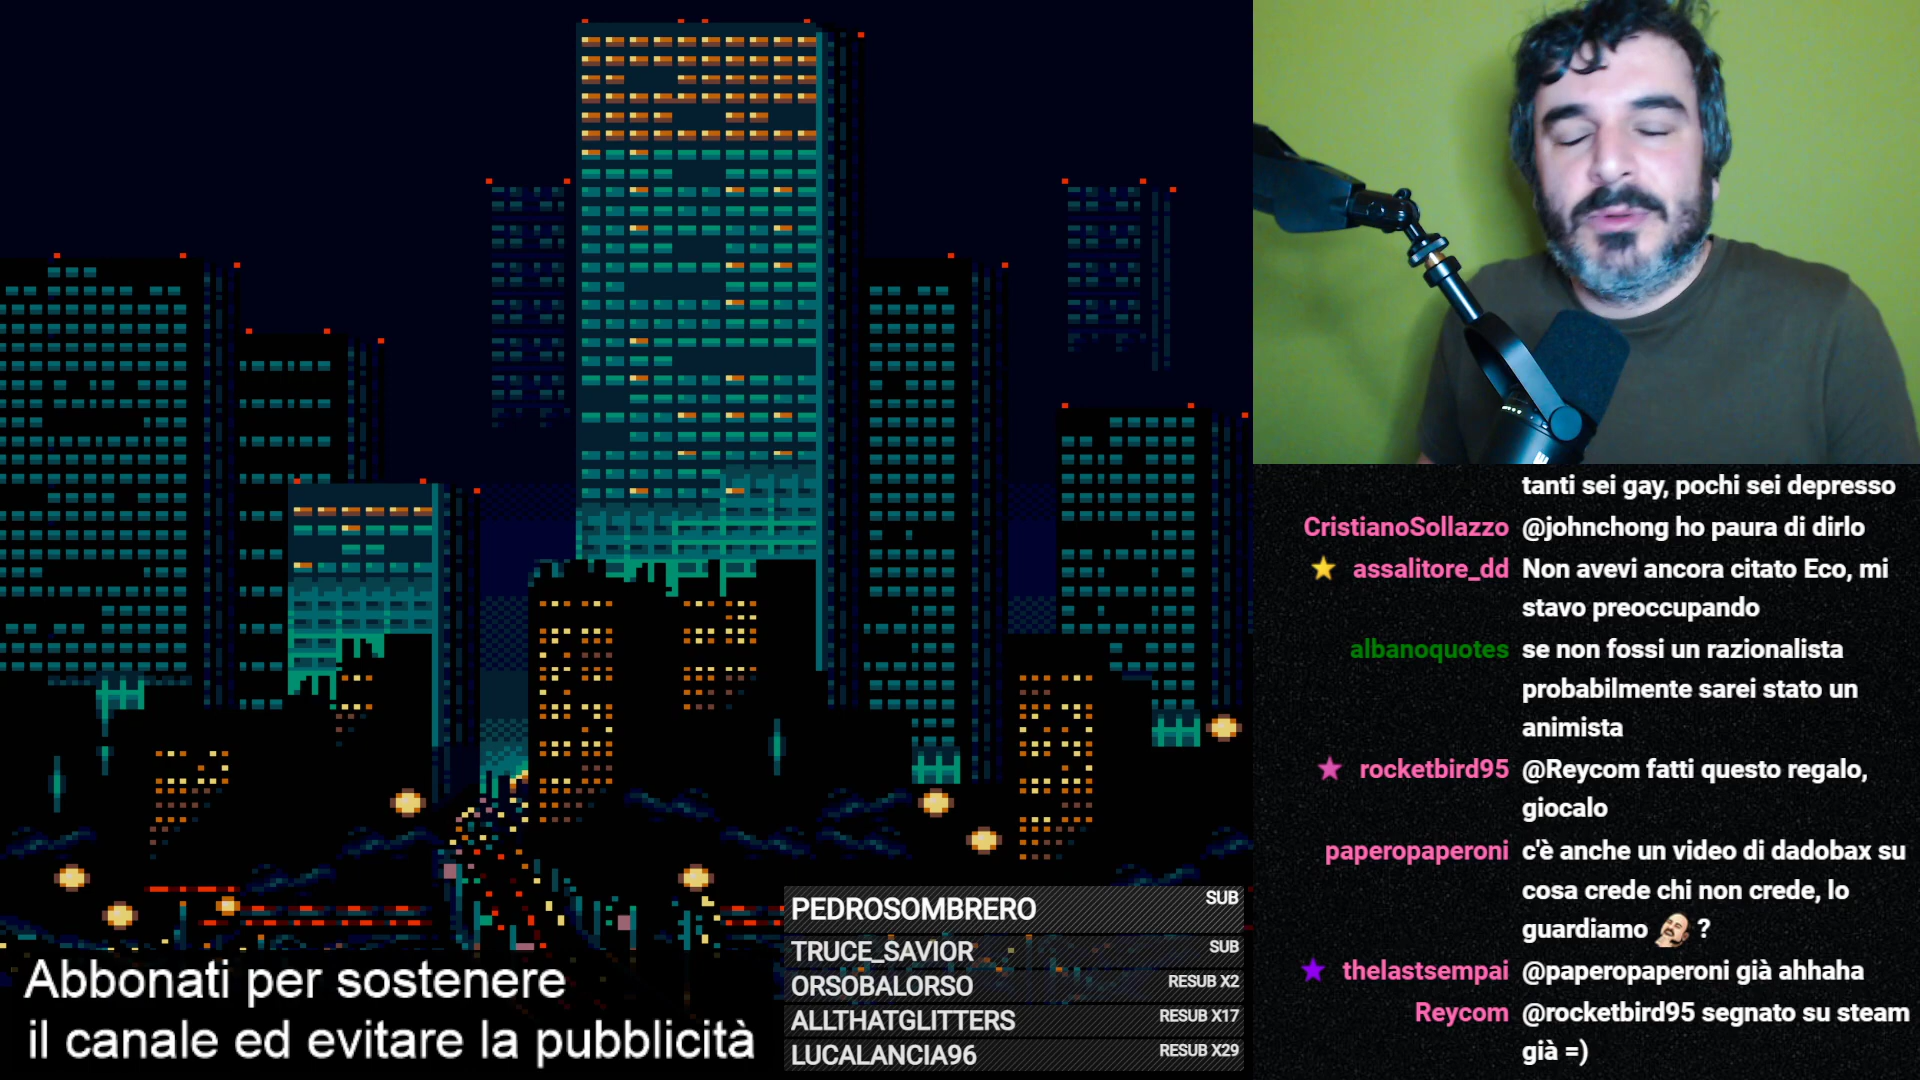 tanti sei gay, pochi sei depresso
CristianoSollazzo @johnchong ho paura di dirlo
assalitore_dd Non avevi ancora citato Eco, mi
stavo preoccupando
albanoquotes se non fossi un razionalista
probabilmente sarei stato un
animista
rocketbird95 @Reycom fatti questo regalo,
giocalo
paperopaperoni c'è anche un video di dadobax su
cosa crede chi non crede, lo
guardiamo ?
thelastsempai @paperopaperoni già ahhaha
Reycom @rocketbird95 segnato su steam
già =)
PEDROSOMBRERO SUB
TRUCE_SAVIOR SUB
ORSOBALORSO RESUB X2
ALLTHATGLITTERS RESUB X17
LUCALANCIA96 RESUB X29
Abbonati per sostenere
il canale ed evitare la pubblicità